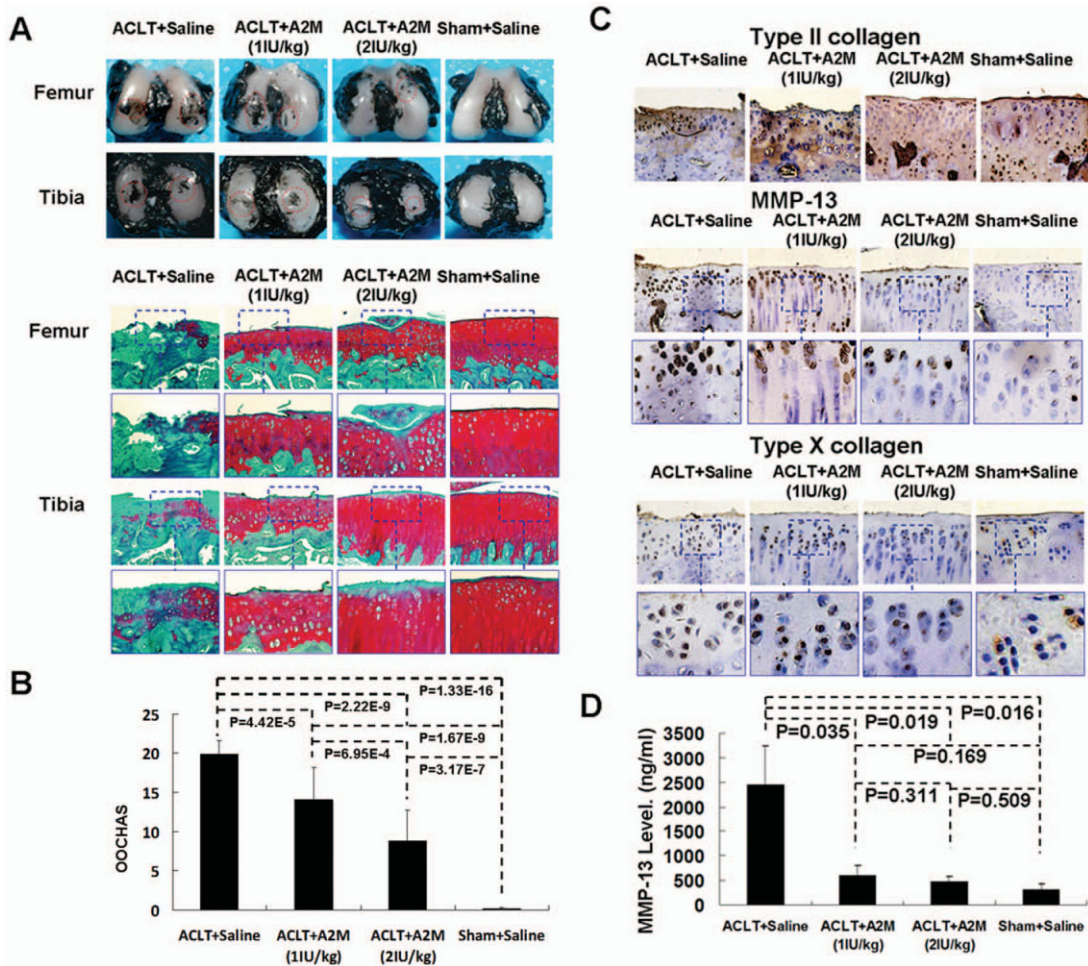 A
ACLT+Saline
ACLT+A2M
(1IU/kg)
ACLT+A2M
(2IU/kg)
Sham+Saline
Femur
Tibia
ACLT+Saline
ACLT+A2M
(1IU/kg)
ACLT+A2M
(2IU/kg)
Sham+Saline
Femur
Tibia
B
P=1.33E-16
P=2.22E-9
P=4.42E-5
P=1.67E-9
P=6.95E-4
P=3.17E-7
OOCHAS
25
20
15
10
5
0
ACLT+Saline
ACLT+A2M
(1IU/kg)
ACLT+A2M
(2IU/kg)
Sham+Saline
C
Type II collagen
ACLT+Saline
ACLT+A2M
(1IU/kg)
ACLT+A2M
(2IU/kg)
Sham+Saline
MMP-13
ACLT+Saline
ACLT+A2M
(1IU/kg)
ACLT+A2M
(2IU/kg)
Sham+Saline
Type X collagen
ACLT+Saline
ACLT+A2M
(1IU/kg)
ACLT+A2M
(2IU/kg)
Sham+Saline
D
P=0.035
P=0.019
P=0.016
P=0.169
P=0.311
P=0.509
MMP-13 Level. (ng/ml)
3500
3000
2500
2000
1500
1000
500
0
ACLT+Saline
ACLT+A2M
(1IU/kg)
ACLT+A2M
(2IU/kg)
Sham+Saline